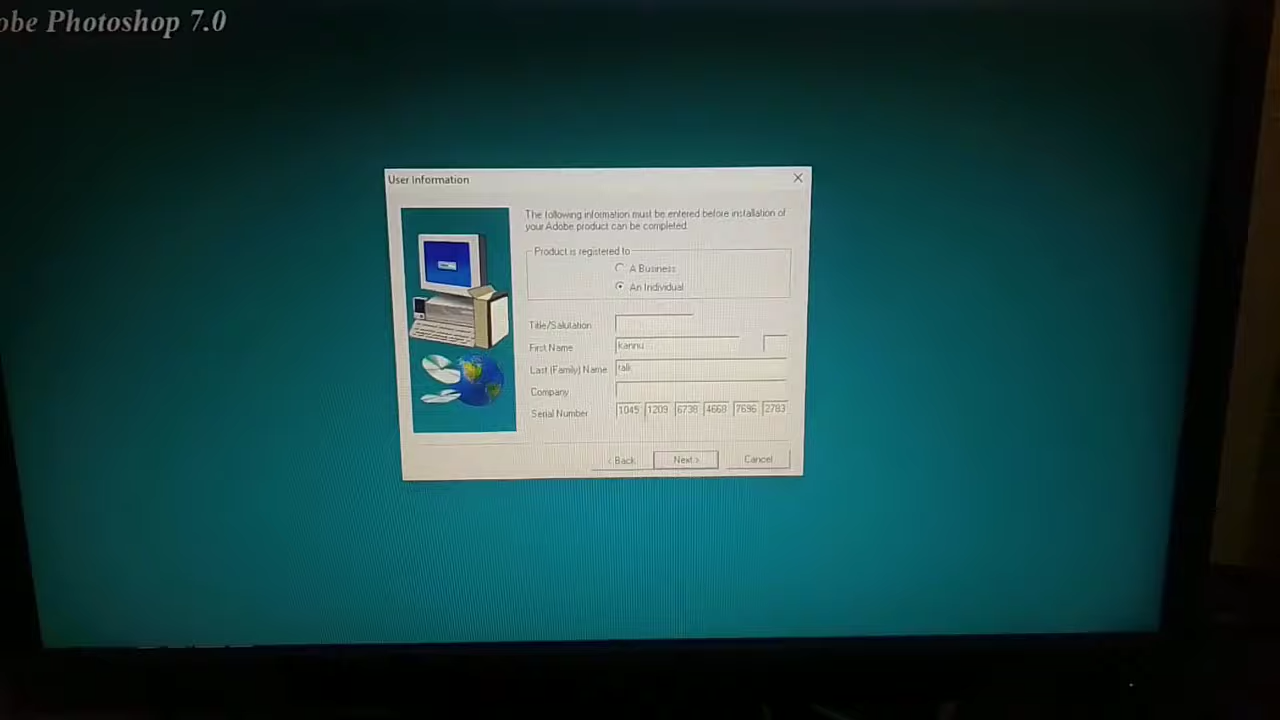 obe Photoshop 7.0
User Information
The following information must be entered before installation of
your Adobe product can be completed.
Product is registered to
A Business
An Individual
Title/Salutation
First Name kannu
Last (Family) Name talk
Company
Serial Number 1045 1209 6738 4668 7696 2783
< Back Next > Cancel